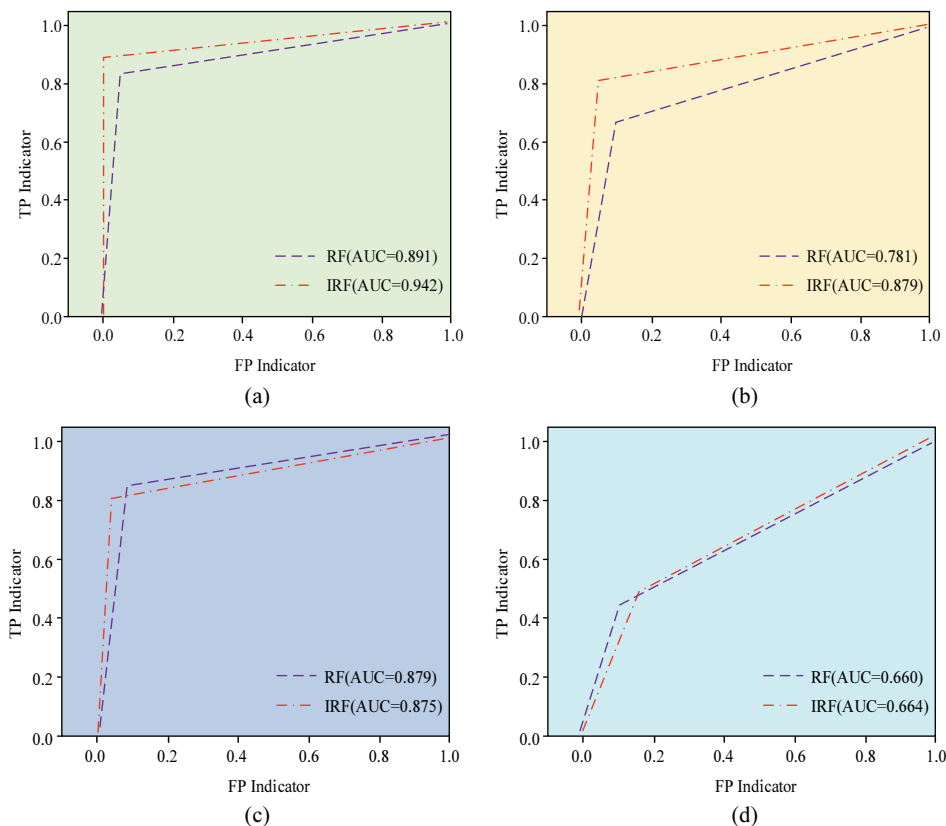 1.0
0.8
0.6
0.4
0.2
0.0
TP Indicator
RF(AUC=0.891)
IRF(AUC=0.942)
0.0 0.2 0.4 0.6 0.8 1.0
FP Indicator
(a)
1.0
0.8
0.6
0.4
0.2
0.0
TP Indicator
RF(AUC=0.781)
IRF(AUC=0.879)
0.0 0.2 0.4 0.6 0.8 1.0
FP Indicator
(b)
1.0
0.8
0.6
0.4
0.2
0.0
TP Indicator
RF(AUC=0.879)
IRF(AUC=0.875)
0.0 0.2 0.4 0.6 0.8 1.0
FP Indicator
(c)
1.0
0.8
0.6
0.4
0.2
0.0
TP Indicator
RF(AUC=0.660)
IRF(AUC=0.664)
0.0 0.2 0.4 0.6 0.8 1.0
FP Indicator
(d)